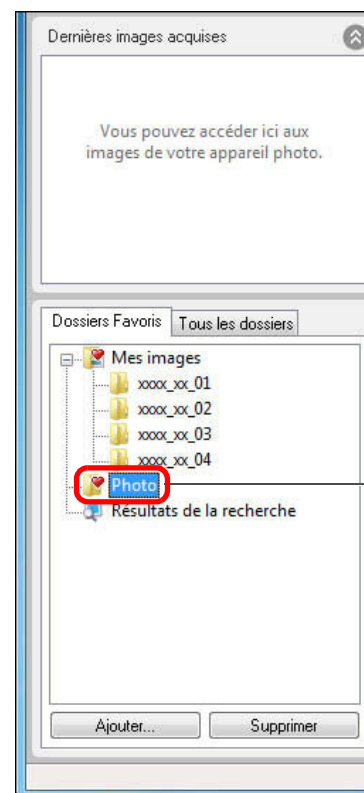 Dernières images acquises
Vous pouvez accéder ici aux
images de votre appareil photo.
Dossiers Favoris Tous les dossiers
Mes images
xxxx_xx_01
xxxx_xx_02
xxxx_xx_03
xxxx_xx_04
Photo
Résultats de la recherche
Ajouter... Supprimer